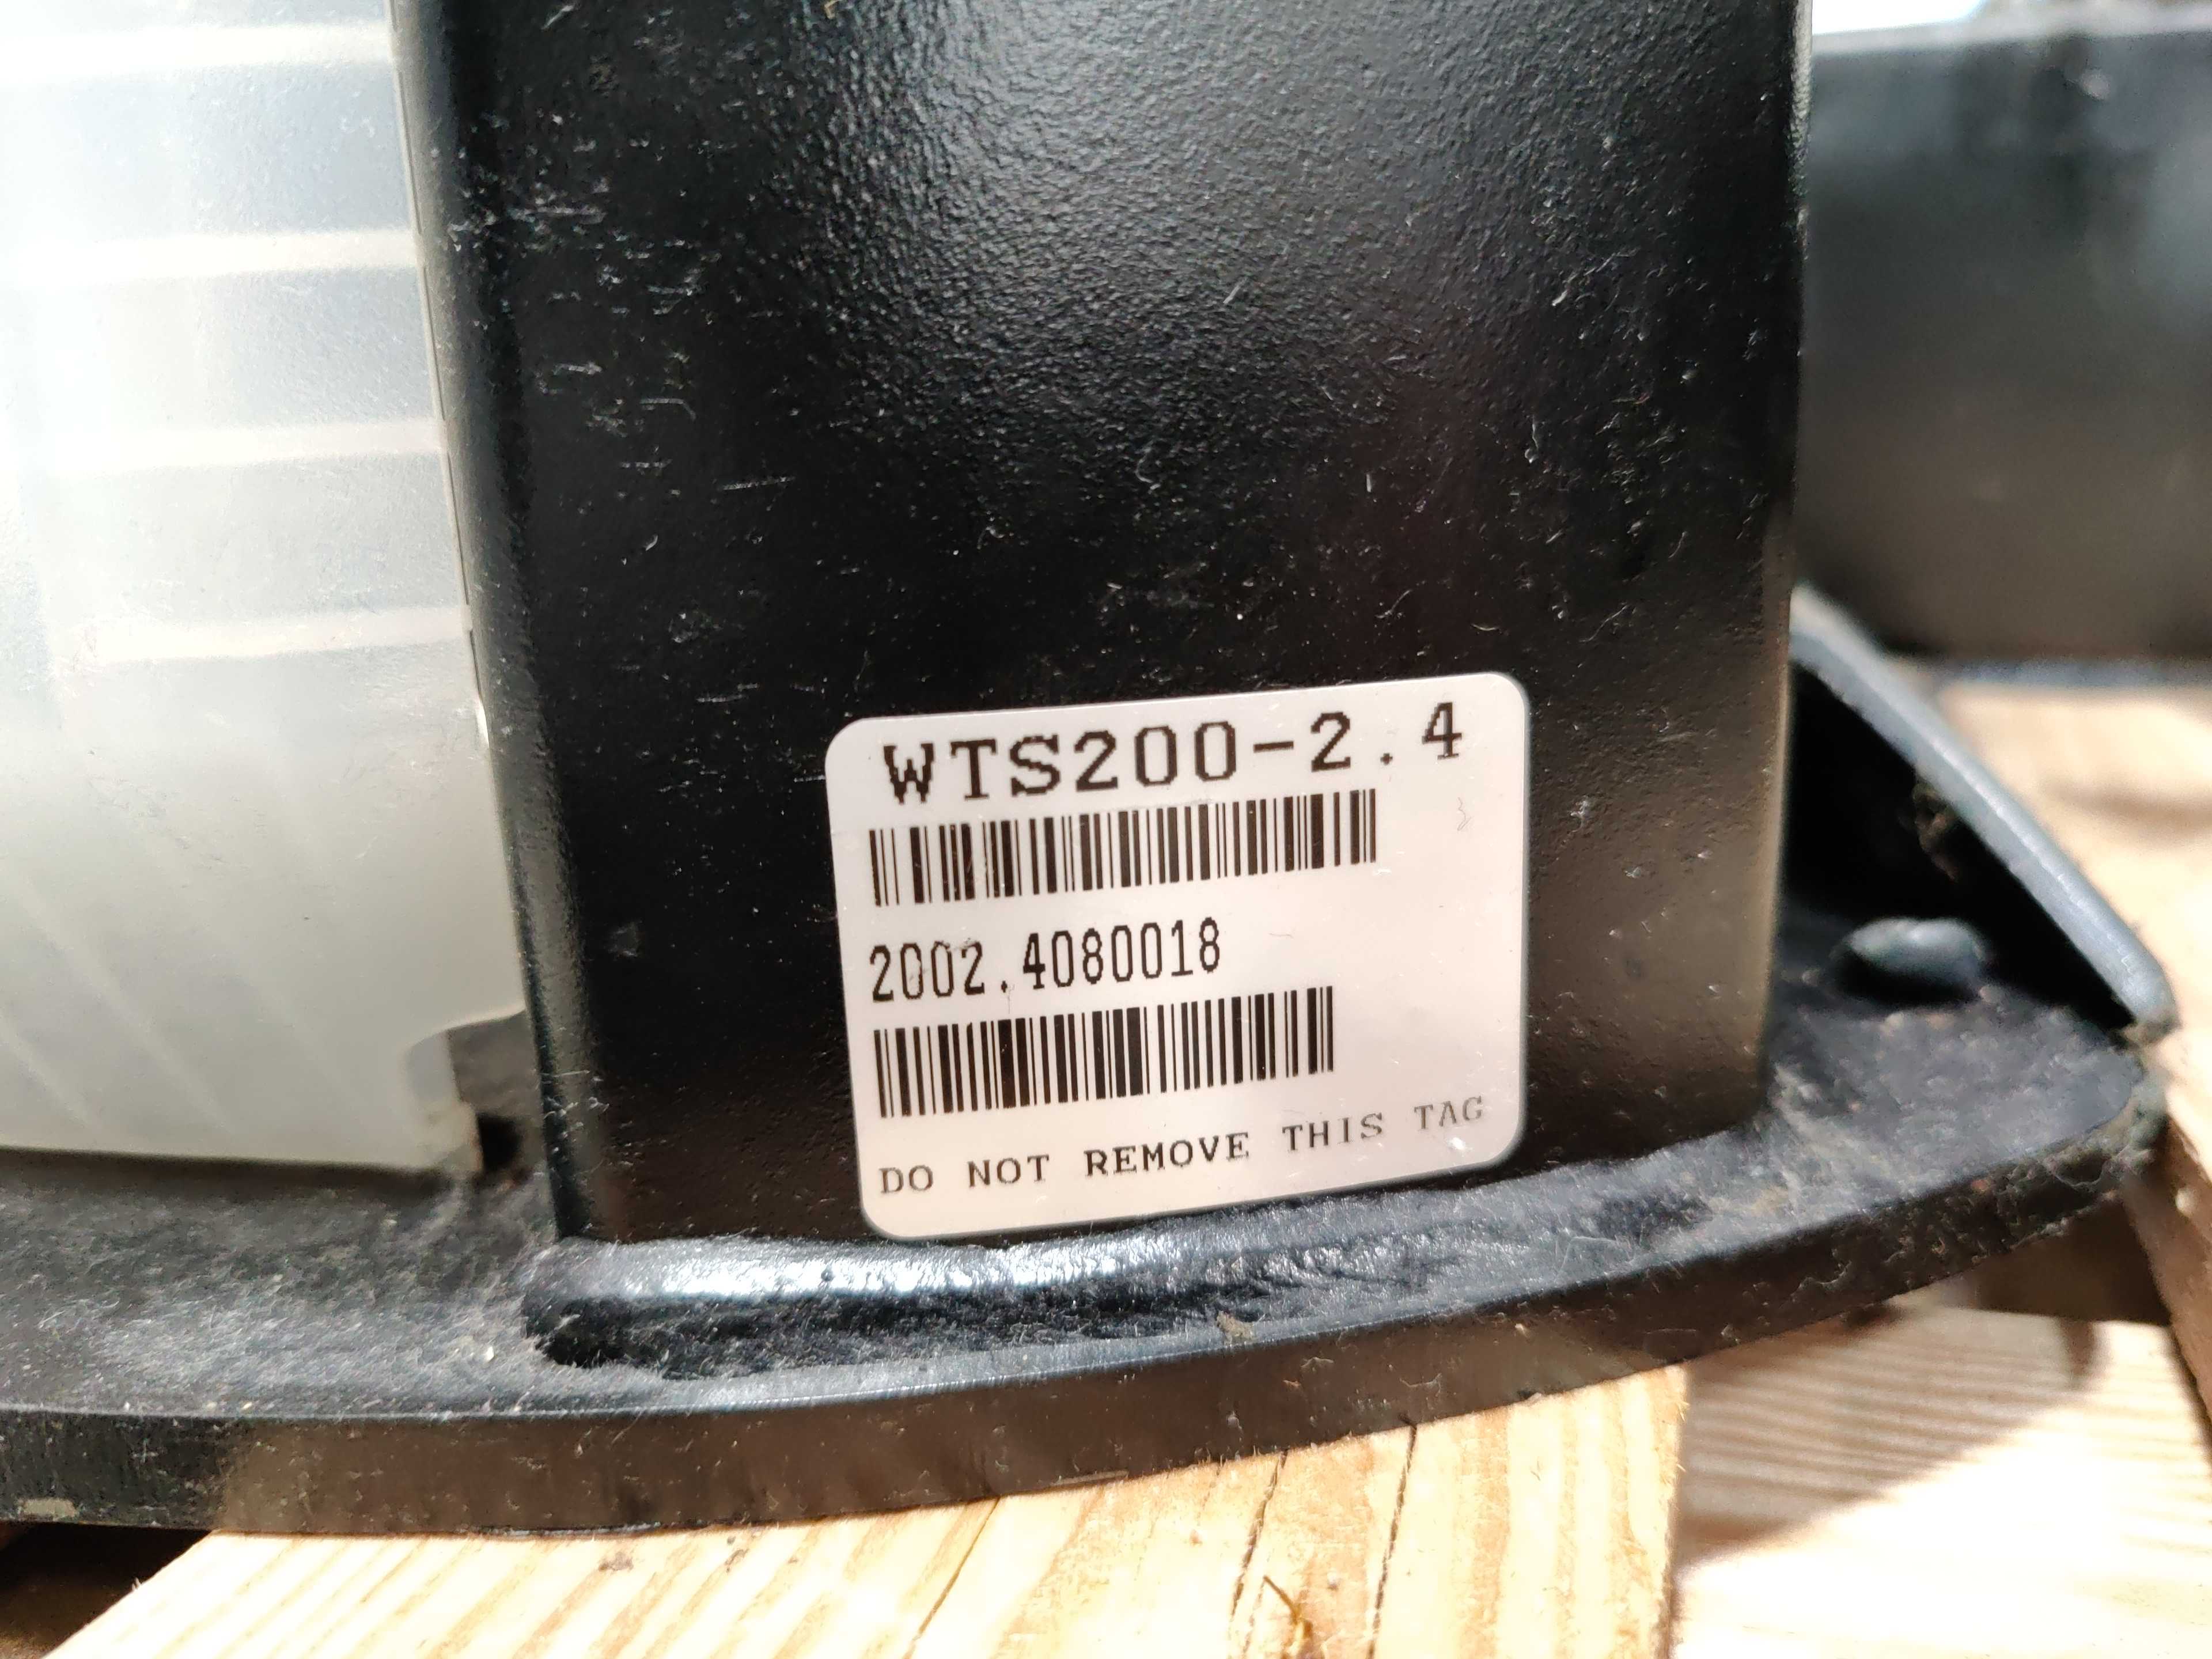 WTS200-2.4
2002.4080018
DO NOT REMOVE THIS TAG